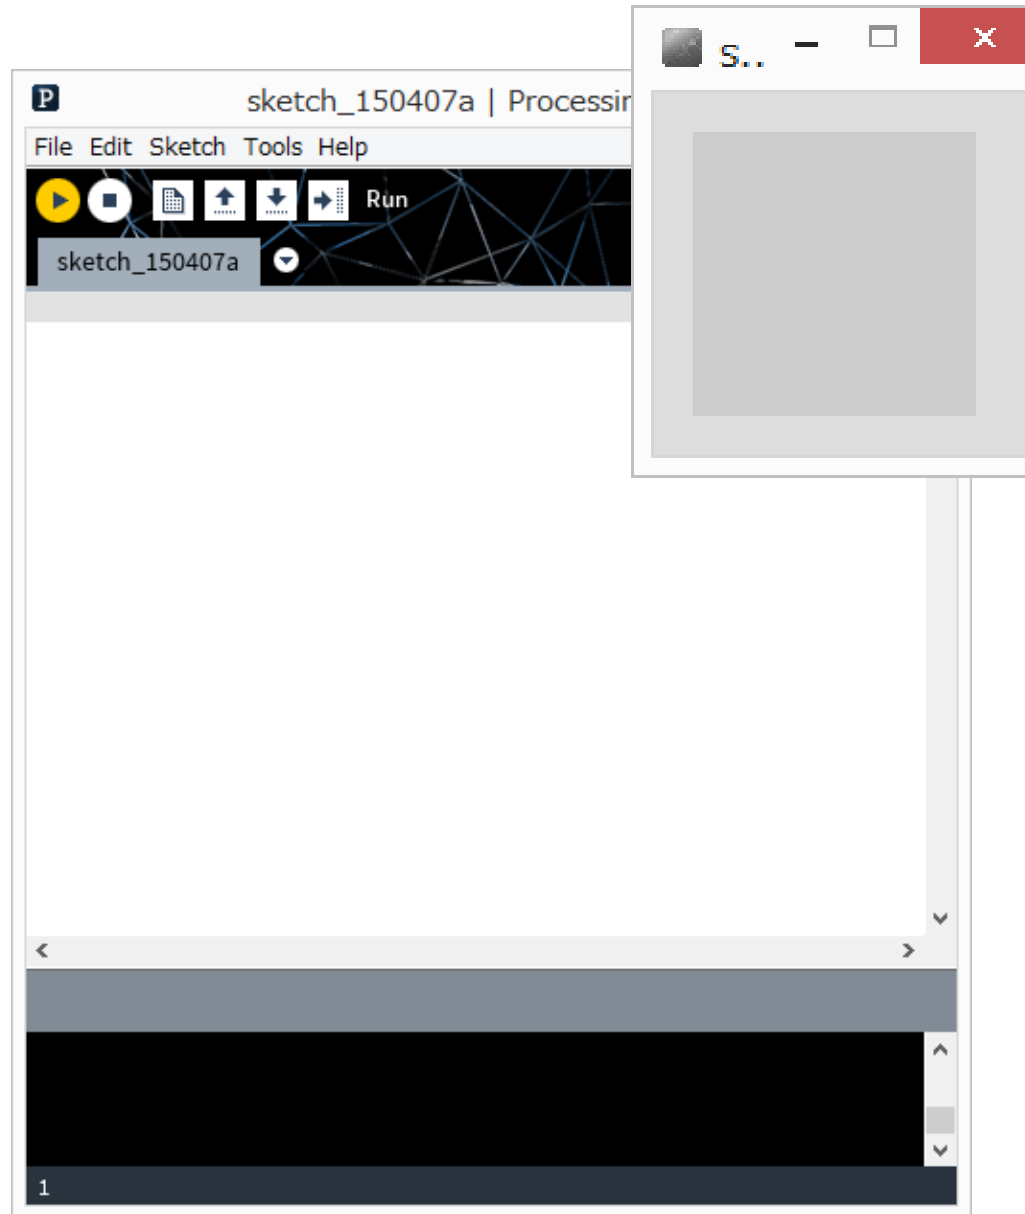 S..
P
sketch_150407a | Processin
File Edit Sketch Tools Help
Run
sketch_150407a
1